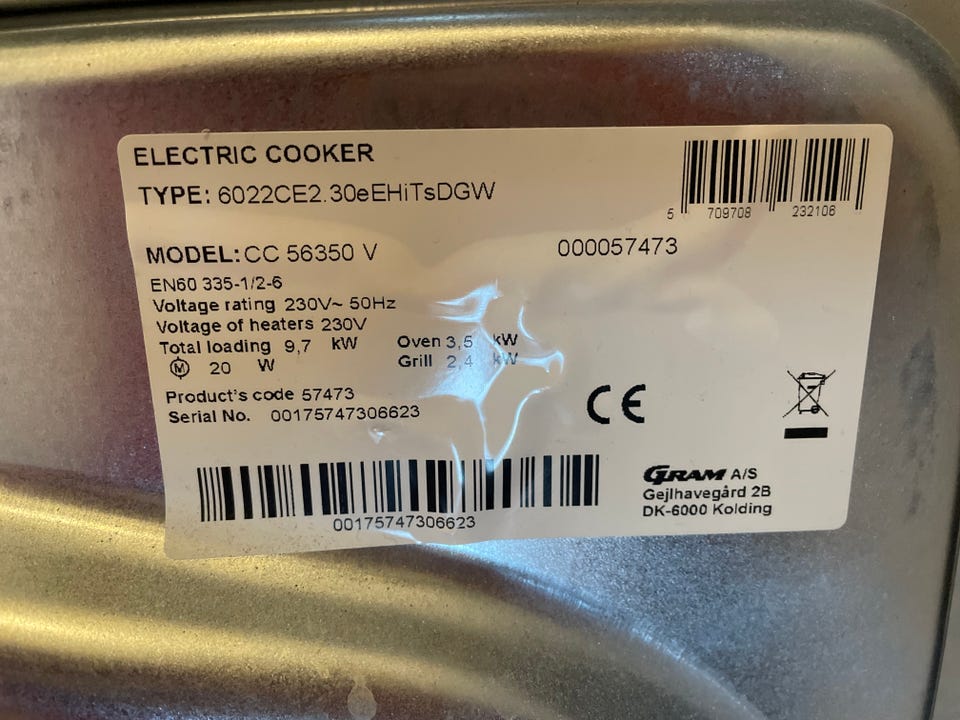 ELECTRIC COOKER
TYPE: 6022CE2.30eEHiTsDGW
5 709708 232106
MODEL: CC 56350 V 000057473
EN60 335-1/2-6
Voltage rating 230V~ 50Hz
Voltage of heaters 230V
Total loading 9,7 kW Oven 3,5 kW
M 20 W Grill 2,4 kW
Product's code 57473
Serial No. 00175747306623
CE
00175747306623
GRAM A/S
Gejlhavegård 2B
DK-6000 Kolding